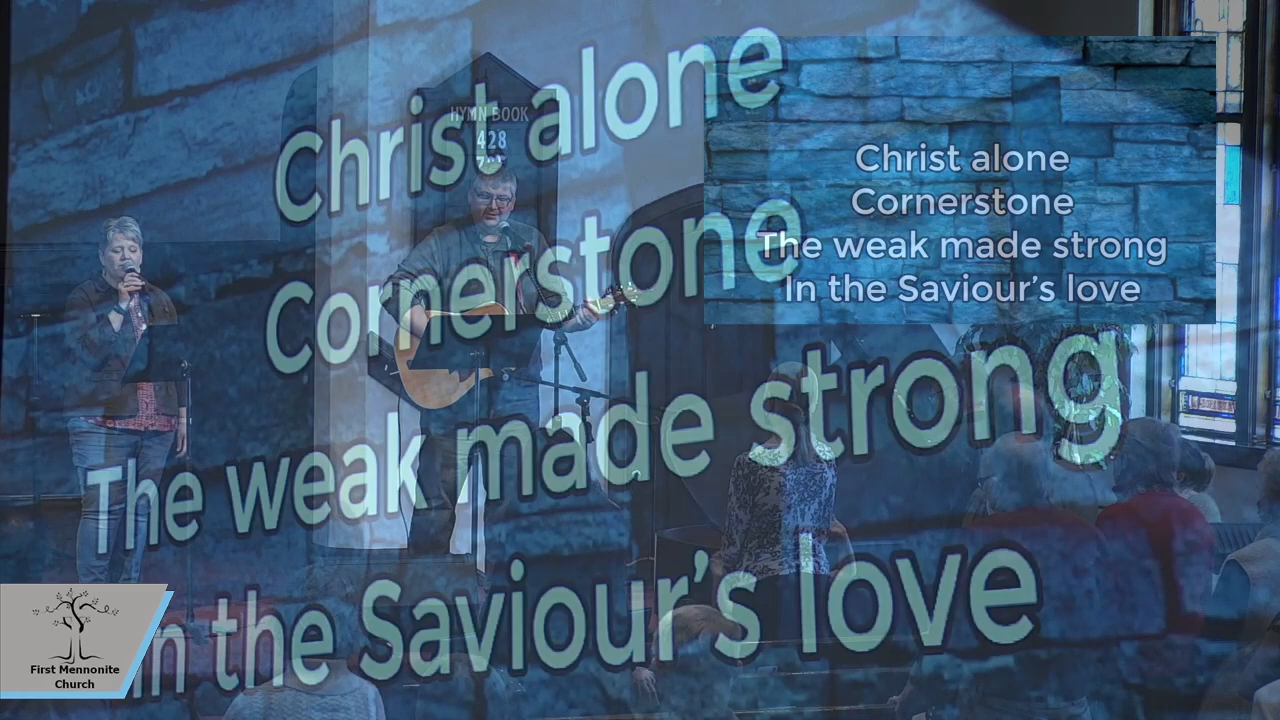 HYMN BOOK
428
Christ alone
Cornerstone
The weak made strong
In the Saviour's love
Christ alone
Cornerstone
The weak made strong
In the Saviour's love
First Mennonite
Church